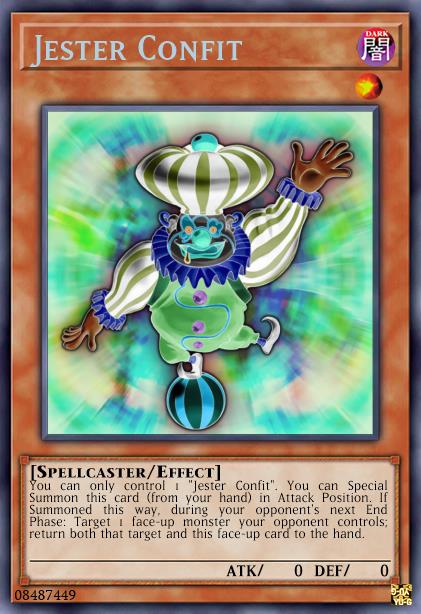 Jester Confit
DARK
闇
[Spellcaster/Effect]
You can only control 1 "Jester Confit". You can Special
Summon this card (from your hand) in Attack Position. If
Summoned this way, during your opponent's next End
Phase: Target 1 face-up monster your opponent controls;
return both that target and this face-up card to the hand.
ATK/ 0 DEF/ 0
08487449